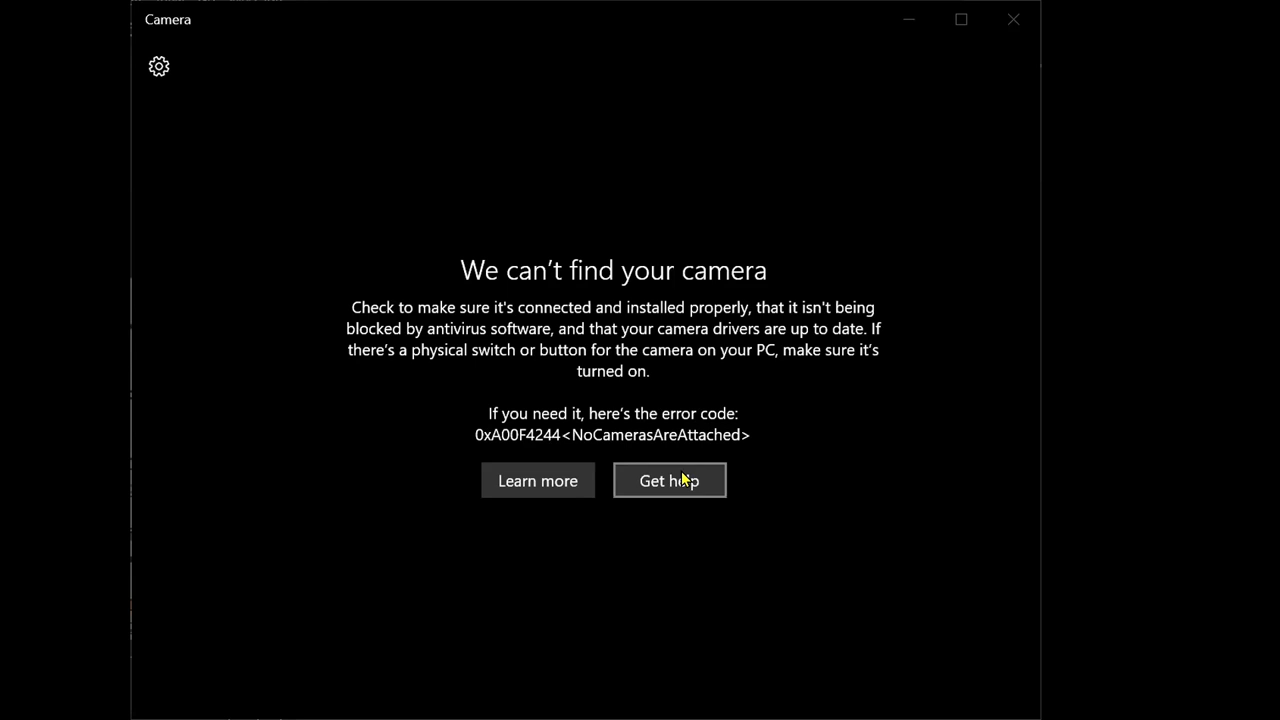 Camera
We can’t find your camera
Check to make sure it's connected and installed properly, that it isn't being
blocked by antivirus software, and that your camera drivers are up to date. If
there’s a physical switch or button for the camera on your PC, make sure it’s
turned on.
If you need it, here’s the error code:
0xA00F4244<NoCamerasAreAttached>
Learn more
Get help